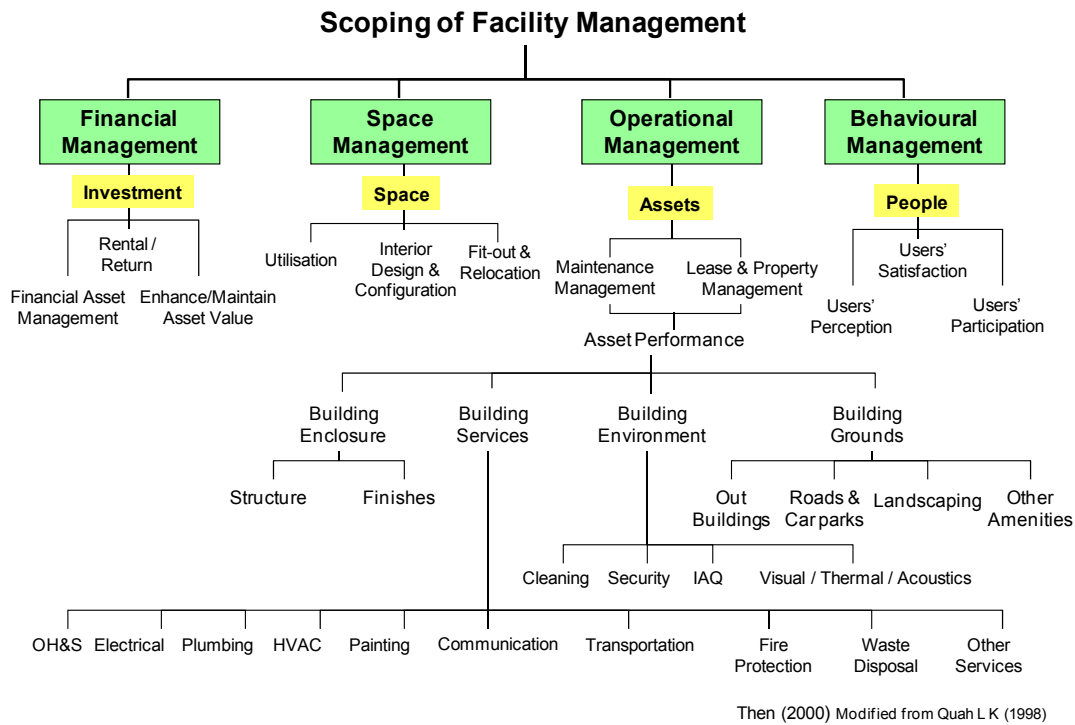 Scoping of Facility Management
Financial
Management
Space
Management
Operational
Management
Behavioural
Management
Investment
Space
Assets
People
Rental /
Return
Financial Asset
Management
Enhance/Maintain
Asset Value
Utilisation
Interior
Design &
Configuration
Fit-out &
Relocation
Maintenance
Management
Lease & Property
Management
Users'
Satisfaction
Users'
Perception
Users'
Participation
Asset Performance
Building
Enclosure
Building
Services
Building
Environment
Building
Grounds
Structure
Finishes
Out
Buildings
Roads &
Carparks
Landscaping
Other
Amenities
Cleaning
Security
IAQ
Visual / Thermal / Acoustics
OH&S
Electrical
Plumbing
HVAC
Painting
Communication
Transportation
Fire
Protection
Waste
Disposal
Other
Services
Then (2000) Modified from Quah L K (1998)